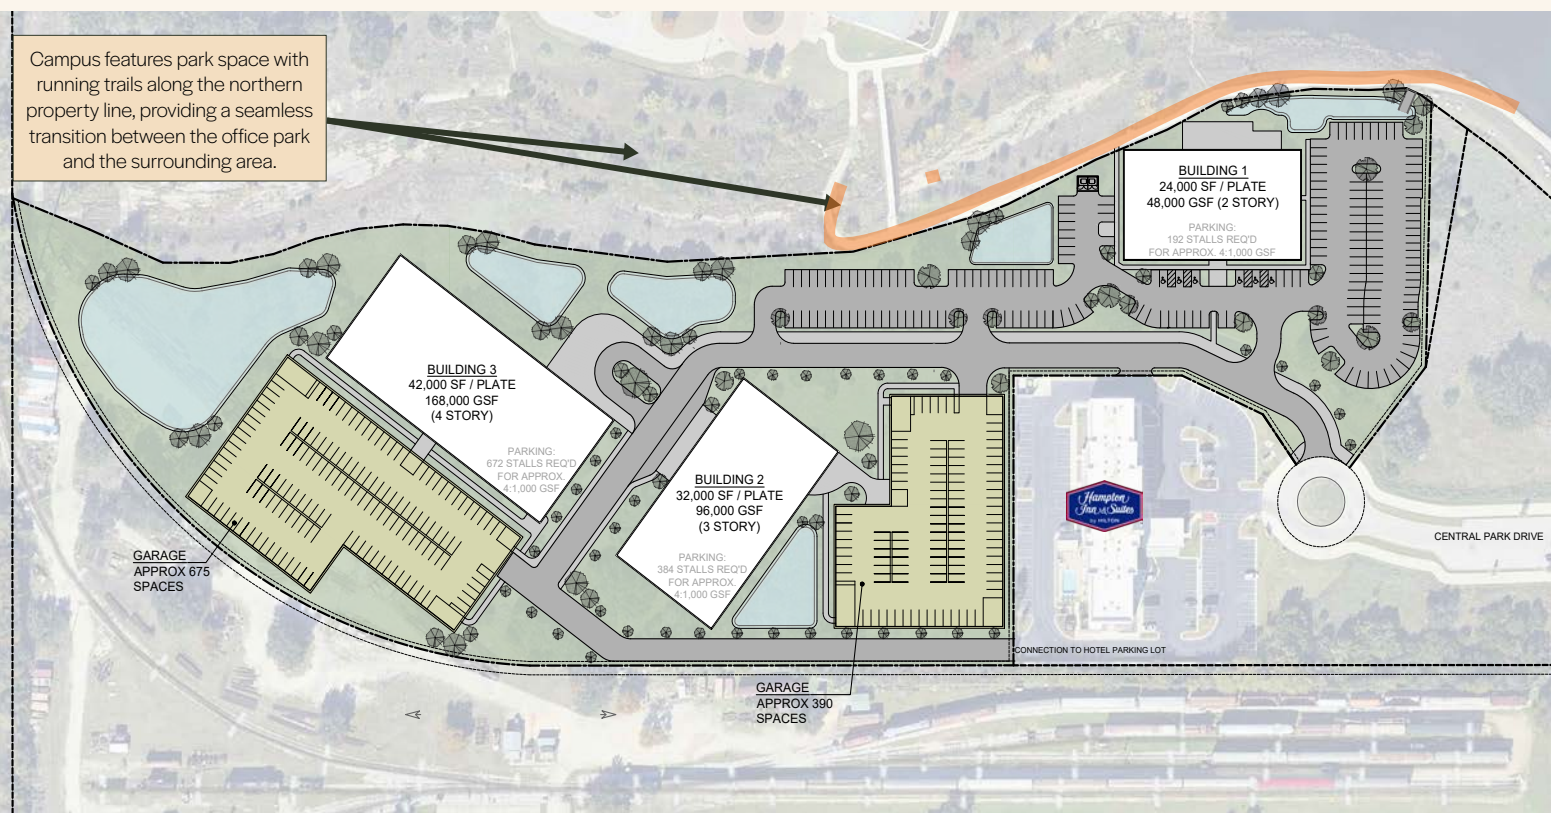 Campus features park space with
running trails along the northern
property line, providing a seamless
transition between the office park
and the surrounding area.
BUILDING 1
24,000 SF / PLATE
48,000 GSF (2 STORY)
PARKING:
192 STALLS REQ'D
FOR APPROX. 4:1,000 GSF
BUILDING 3
42,000 SF / PLATE
168,000 GSF
(4 STORY)
PARKING:
672 STALLS REQ'D
FOR APPROX.
4:1,000 GSF
BUILDING 2
32,000 SF / PLATE
96,000 GSF
(3 STORY)
PARKING:
384 STALLS REQ'D
FOR APPROX.
4:1,000 GSF
Hampton
Inn & Suites
by HILTON
CENTRAL PARK DRIVE
GARAGE
APPROX 675
SPACES
CONNECTION TO HOTEL PARKING LOT
GARAGE
APPROX 390
SPACES